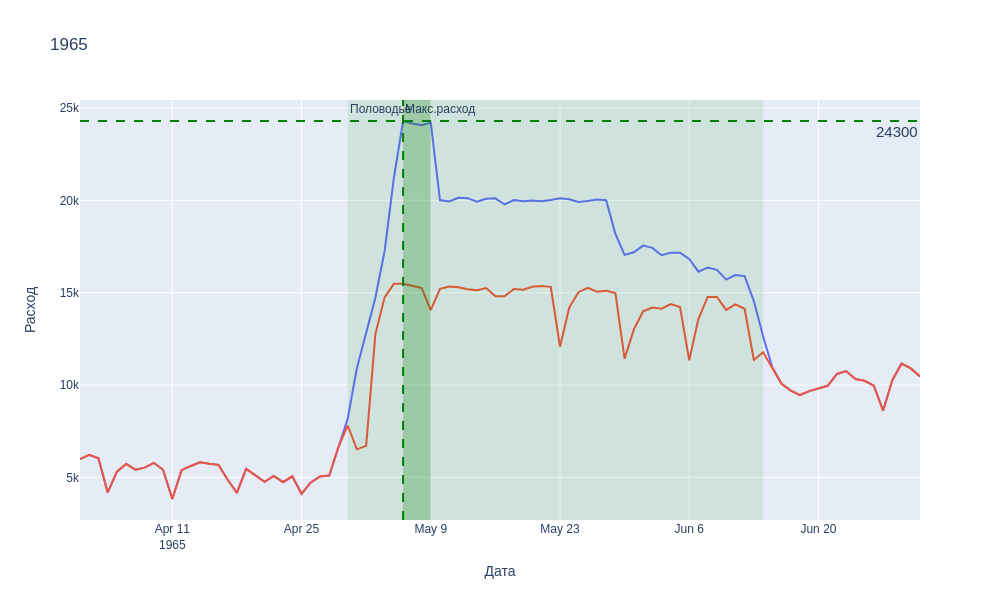 1965
25k
20k
15k
10k
5k
Половодье
Макс.расход
24300
Расход
Apr 11
1965
Apr 25
May 9
May 23
Jun 6
Jun 20
Дата